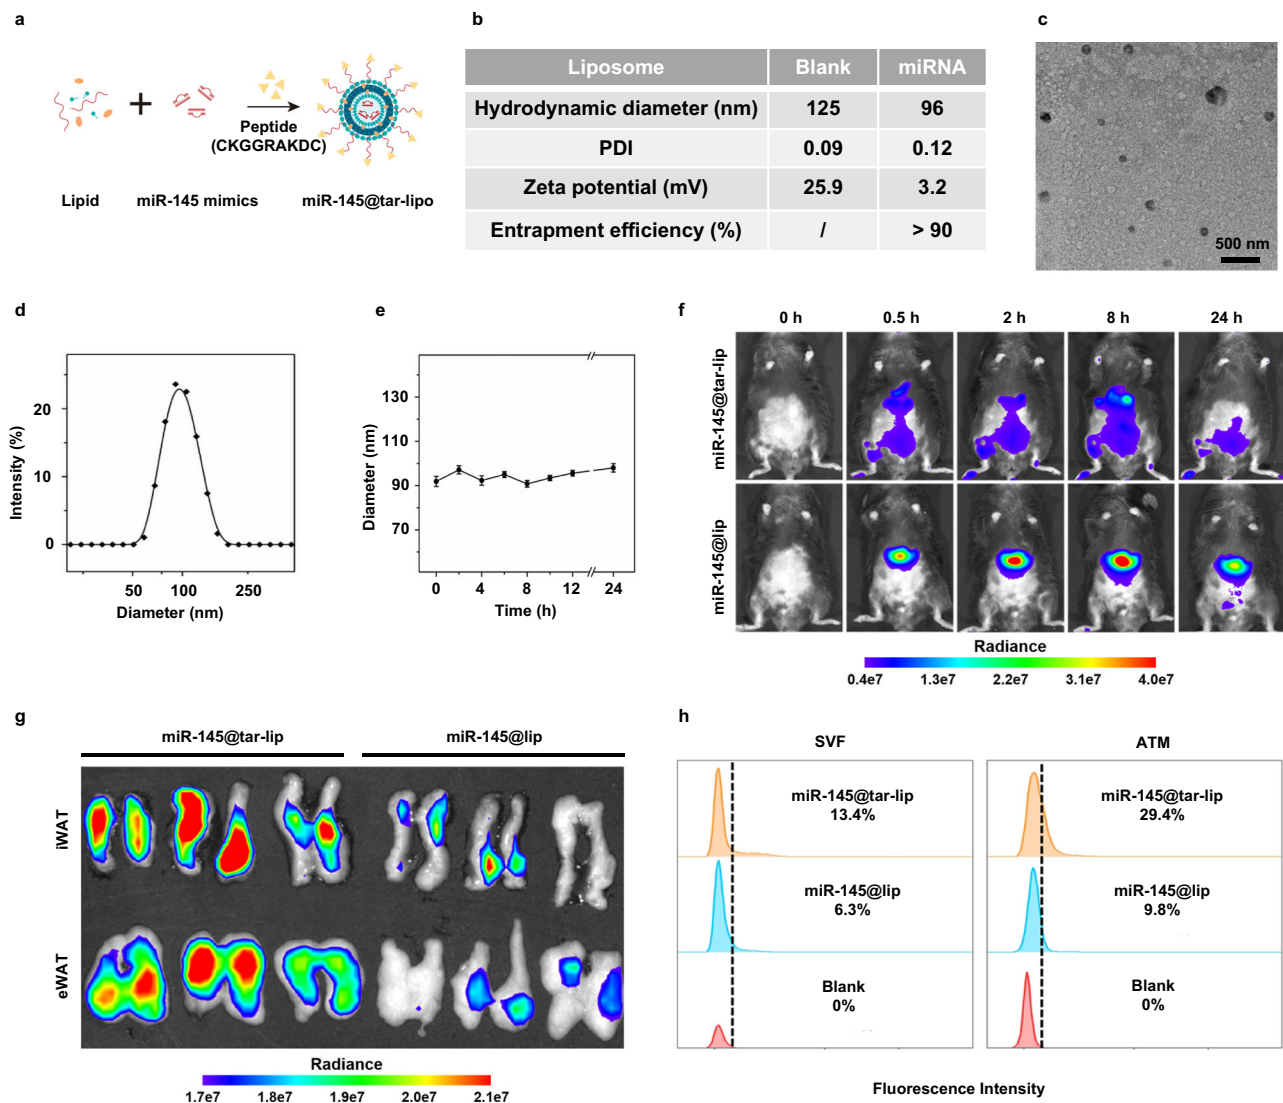 a
Lipid
miR-145 mimics
Peptide
(CKGGRAKDC)
miR-145@tar-lipo
b
Liposome Blank miRNA
Hydrodynamic diameter (nm) 125 96
PDI 0.09 0.12
Zeta potential (mV) 25.9 3.2
Entrapment efficiency (%) / > 90
c
500 nm
d
Intensity (%)
20
10
0
50 100 250
Diameter (nm)
e
Diameter (nm)
130
110
90
70
0 4 8 12 24
Time (h)
f
0 h 0.5 h 2 h 8 h 24 h
miR-145@tar-lip
miR-145@lip
Radiance
0.4e7 1.3e7 2.2e7 3.1e7 4.0e7
g
miR-145@tar-lip miR-145@lip
iWAT
eWAT
Radiance
1.7e7 1.8e7 1.9e7 2.0e7 2.1e7
h
SVF ATM
miR-145@tar-lip
13.4%
miR-145@lip
6.3%
Blank
0%
miR-145@tar-lip
29.4%
miR-145@lip
9.8%
Blank
0%
Fluorescence Intensity